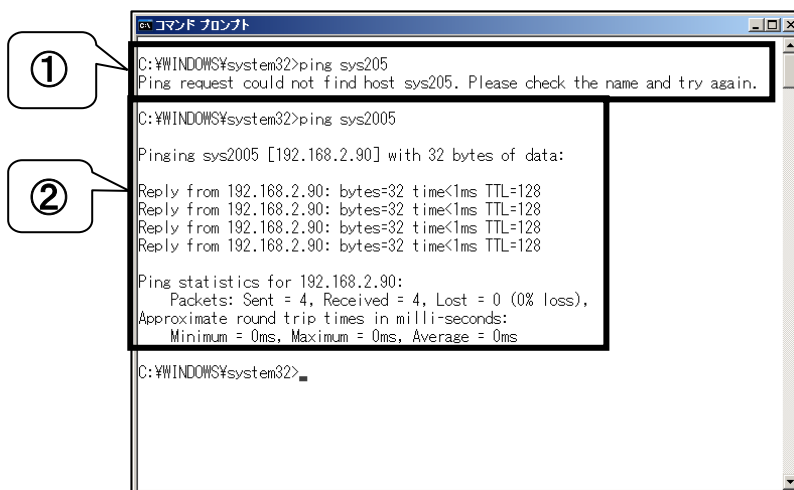 コマンド プロンプト
①
C:¥WINDOWS¥system32>ping sys205
Ping request could not find host sys205. Please check the name and try again.
②
C:¥WINDOWS¥system32>ping sys2005
Pinging sys2005 [192.168.2.90] with 32 bytes of data:
Reply from 192.168.2.90: bytes=32 time<1ms TTL=128
Reply from 192.168.2.90: bytes=32 time<1ms TTL=128
Reply from 192.168.2.90: bytes=32 time<1ms TTL=128
Reply from 192.168.2.90: bytes=32 time<1ms TTL=128
Ping statistics for 192.168.2.90:
Packets: Sent = 4, Received = 4, Lost = 0 (0% loss),
Approximate round trip times in milli-seconds:
Minimum = 0ms, Maximum = 0ms, Average = 0ms
C:¥WINDOWS¥system32>_